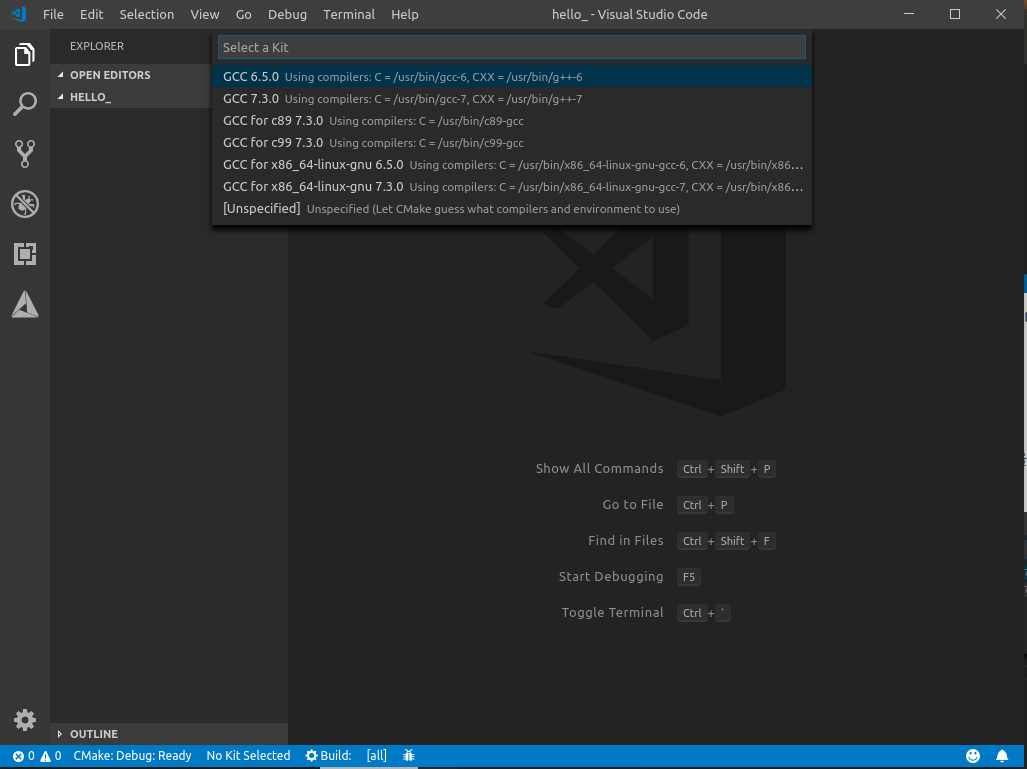 File Edit Selection View Go Debug Terminal Help hello_ - Visual Studio Code
EXPLORER
OPEN EDITORS
HELLO_
Select a Kit
GCC 6.5.0 Using compilers: C = /usr/bin/gcc-6, CXX = /usr/bin/g++-6
GCC 7.3.0 Using compilers: C = /usr/bin/gcc-7, CXX = /usr/bin/g++-7
GCC for c89 7.3.0 Using compilers: C = /usr/bin/c89-gcc
GCC for c99 7.3.0 Using compilers: C = /usr/bin/c99-gcc
GCC for x86_64-linux-gnu 6.5.0 Using compilers: C = /usr/bin/x86_64-linux-gnu-gcc-6, CXX = /usr/bin/x86...
GCC for x86_64-linux-gnu 7.3.0 Using compilers: C = /usr/bin/x86_64-linux-gnu-gcc-7, CXX = /usr/bin/x86...
[Unspecified] Unspecified (Let CMake guess what compilers and environment to use)
Show All Commands Ctrl + Shift + P
Go to File Ctrl + P
Find in Files Ctrl + Shift + F
Start Debugging F5
Toggle Terminal Ctrl + `
OUTLINE
0 0 CMake: Debug: Ready No Kit Selected Build: [all]